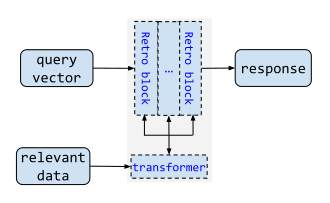 query
vector
Retro block
...
Retro block
response
relevant
data
transformer